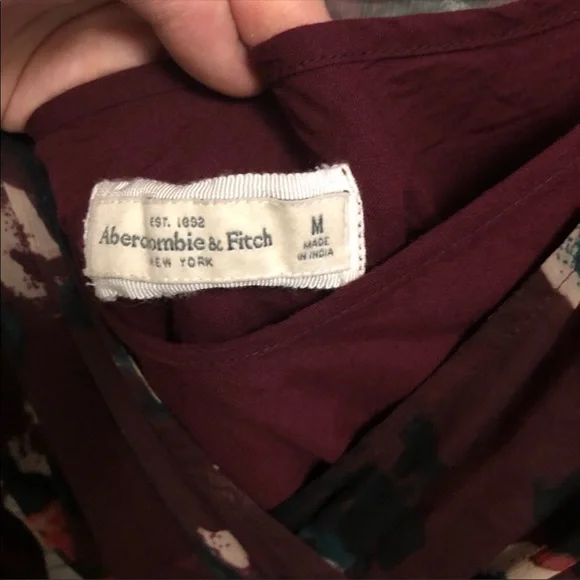 EST. 1892
Abercrombie & Fitch
NEW YORK
M
MADE
IN INDIA